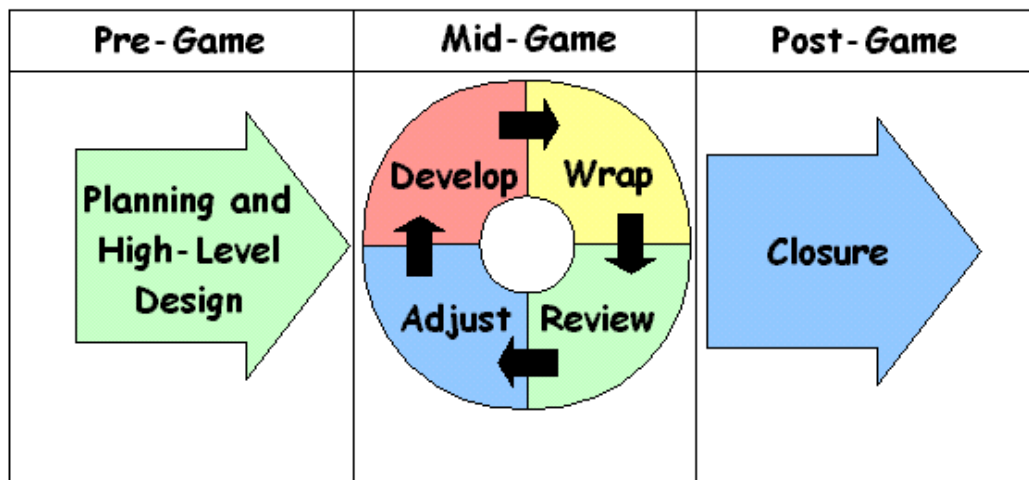 Pre-Game
Mid-Game
Post-Game
Planning and
High-Level
Design
Develop
Wrap
Adjust
Review
Closure